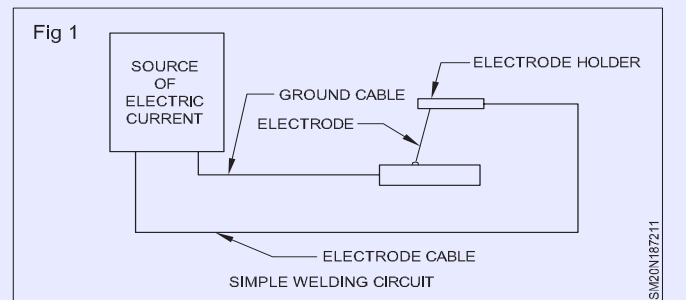 Fig 1
SOURCE
OF
ELECTRIC
CURRENT
ELECTRODE HOLDER
GROUND CABLE
ELECTRODE
ELECTRODE CABLE
SIMPLE WELDING CIRCUIT
SM20N187211